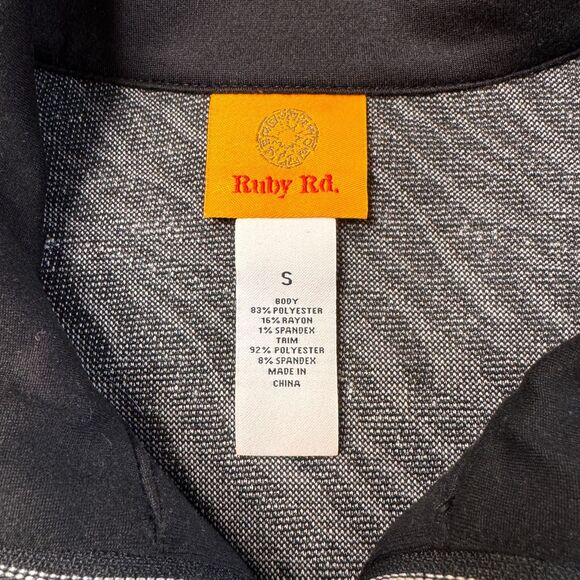 Ruby Rd.
S
BODY
83% POLYESTER
16% RAYON
1% SPANDEX
TRIM
92% POLYESTER
8% SPANDEX
MADE IN
CHINA